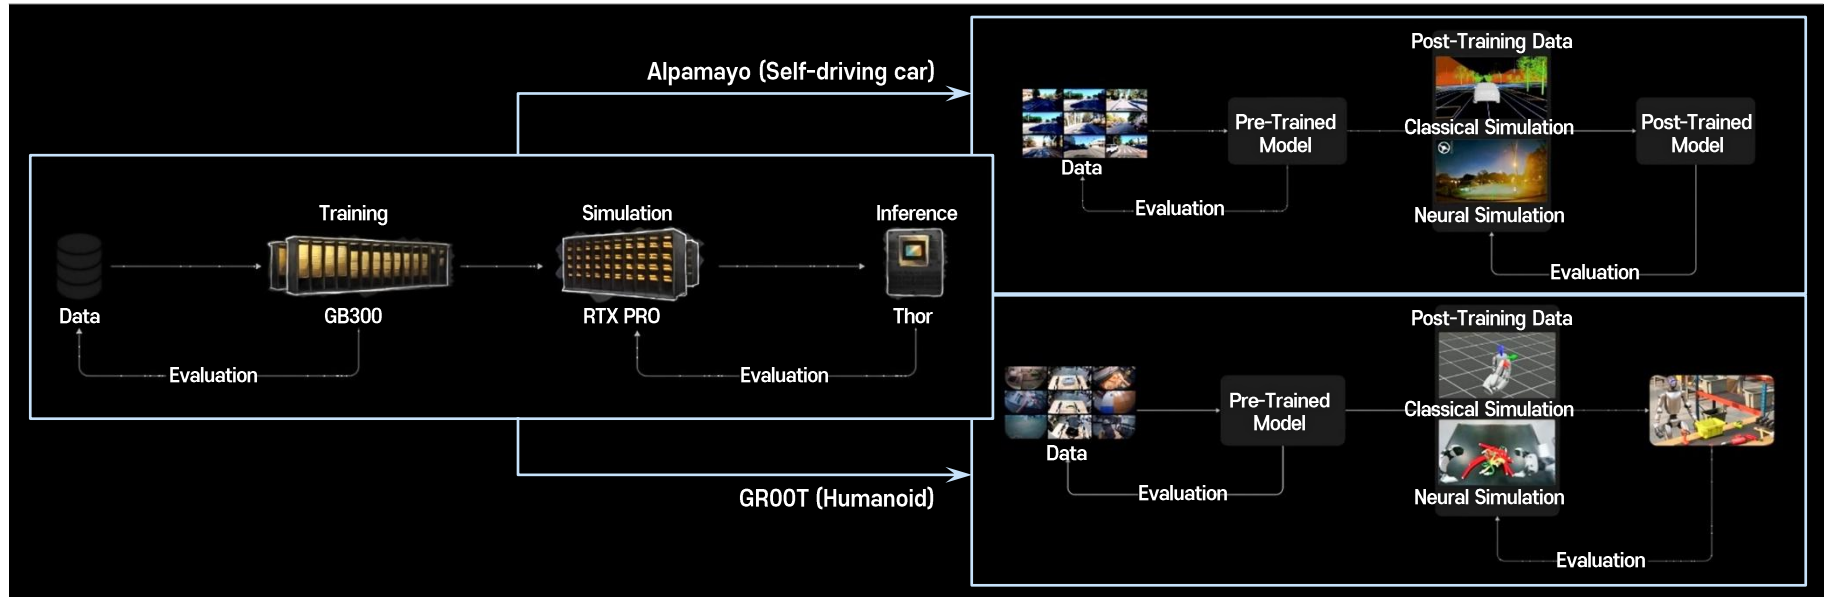 Alpamayo (Self-driving car)
Training
Simulation
Inference
Data
GB300
RTX PRO
Thor
Evaluation
Evaluation
GR00T (Humanoid)
Post-Training Data
Pre-Trained
Model
Classical Simulation
Post-Trained
Model
Data
Neural Simulation
Evaluation
Evaluation
Post-Training Data
Pre-Trained
Model
Classical Simulation
Data
Neural Simulation
Evaluation
Evaluation